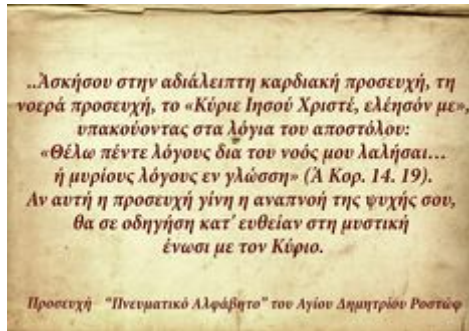 ..Ἀσκήσου στην αδιάλειπτη καρδιακή προσευχή, τη
νοερά προσευχή, το «Κύριε Ιησού Χριστέ, ελέησόν με»,
υπακούοντας στα λόγια του αποστόλου:
«Θέλω πέντε λόγους δια του νοός μου λαλήσαι...
ή μυρίους λόγους εν γλώσση» (Ἀ Κορ. 14. 19).
Αν αυτή η προσευχή γίνη η αναπνοή της ψυχής σου,
θα σε οδηγήση κατ' ευθείαν στη μυστική
ένωσι με τον Κύριο.
Προσευχή - "Πνευματικό Αλφάβητο" του Αγίου Δημητρίου Ροστώφ